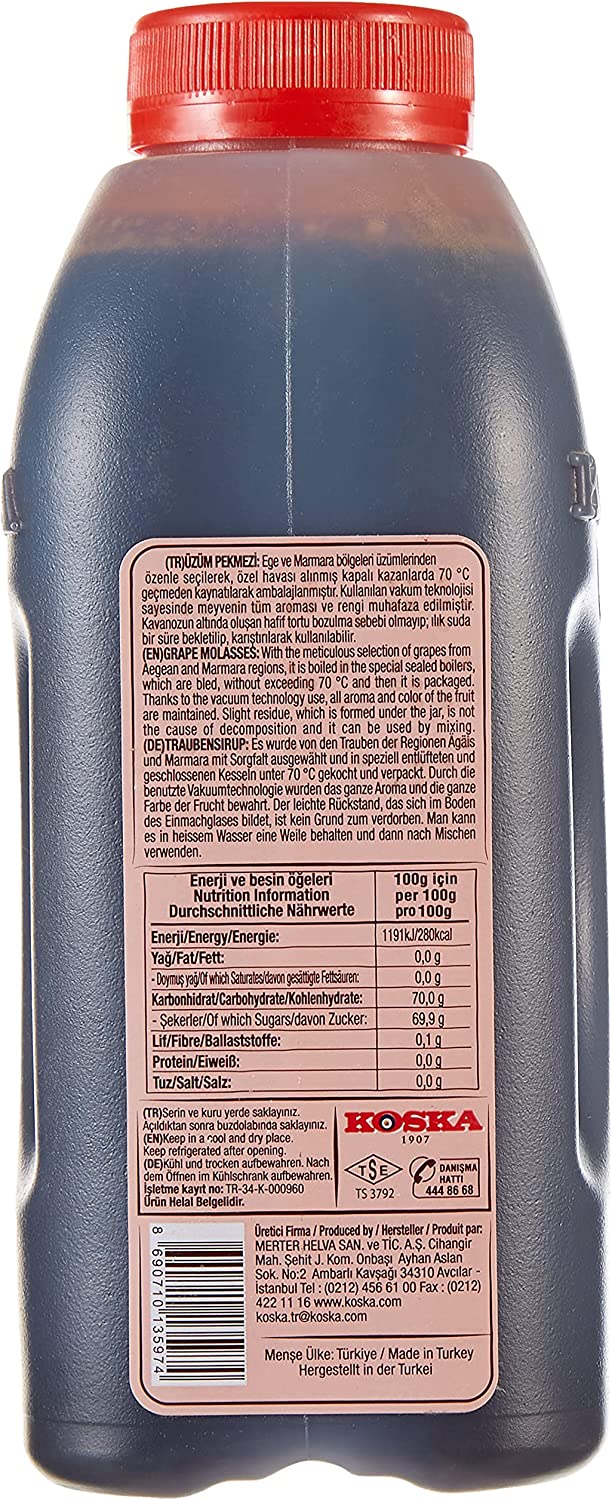 (TR)ÜZÜM PEKMEZİ: Ege ve Marmara bölgeleri üzümlerinden
özenle seçilerek, özel havası alınmış kapalı kazanlarda 70 °C
geçmeden kaynatılarak ambalajlanmıştır. Kullanılan vakum teknolojisi
sayesinde meyvenin tüm aroması ve rengi muhafaza edilmiştir.
Kavanozun altında oluşan hafif tortu bozulma sebebi olmayıp; ılık suda
bir süre bekletilip, karıştırılarak kullanılabilir.
(EN)GRAPE MOLASSES: With the meticulous selection of grapes from
Aegean and Marmara regions, it is boiled in the special sealed boilers,
which are bled, without exceeding 70 °C and then it is packaged.
Thanks to the vacuum technology use, all aroma and color of the fruit
are maintained. Slight residue, which is formed under the jar, is not
the cause of decomposition and it can be used by mixing.
(DE)TRAUBENSIRUP: Es wurde von den Trauben der Regionen Ägäis
und Marmara mit Sorgfalt ausgewählt und in speziell entlüfteten und
geschlossenen Kesseln unter 70 °C gekocht und verpackt. Durch die
benutzte Vakuumtechnologie wurden das ganze Aroma und die ganze
Farbe der Frucht bewahrt. Der leichte Rückstand, das sich im Boden
des Einmachglases bildet, ist kein Grund zum verdorben. Man kann
es in heissem Wasser eine Weile behalten und dann nach Mischen
verwenden.
Enerji ve besin öğeleri
Nutrition Information
Durchschnittliche Nährwerte
100g için
per 100g
pro 100g
Enerji/Energy/Energie: 1191kJ/280kcal
Yağ/Fat/Fett: 0,0 g
- Doymuş yağ/Of which Saturates/davon gesättigte Fettsäuren: 0,0 g
Karbonhidrat/Carbohydrate/Kohlenhydrate: 70,0 g
- Şekerler/Of which Sugars/davon Zucker: 69,9 g
Lif/Fibre/Ballaststoffe: 0,1 g
Protein/Eiweiß: 0,0 g
Tuz/Salt/Salz: 0,0 g
(TR)Serin ve kuru yerde saklayınız.
Açıldıktan sonra buzdolabında saklayınız.
(EN)Keep in a cool and dry place.
Keep refrigerated after opening.
(DE)Kühl und trocken aufbewahren. Nach
dem Öffnen im Kühlschrank aufbewahren.
İşletme kayıt no: TR-34-K-000960
Ürün Helal Belgelidir.
KOSKA
1907
TSE
TS 3792
DANIŞMA
HATTI
444 86 68
8 690710 135974
Üretici Firma / Produced by / Hersteller / Produit par:
MERTER HELVA SAN. ve TİC. A.Ş. Cihangir
Mah. Şehit J. Kom. Onbaşı Ayhan Aslan
Sok. No:2 Ambarlı Kavşağı 34310 Avcılar -
İstanbul Tel : (0212) 456 61 00 Fax : (0212)
422 11 16 www.koska.com
koska.tr@koska.com
Menşe Ülke: Türkiye / Made in Turkey
Hergestellt in der Turkei